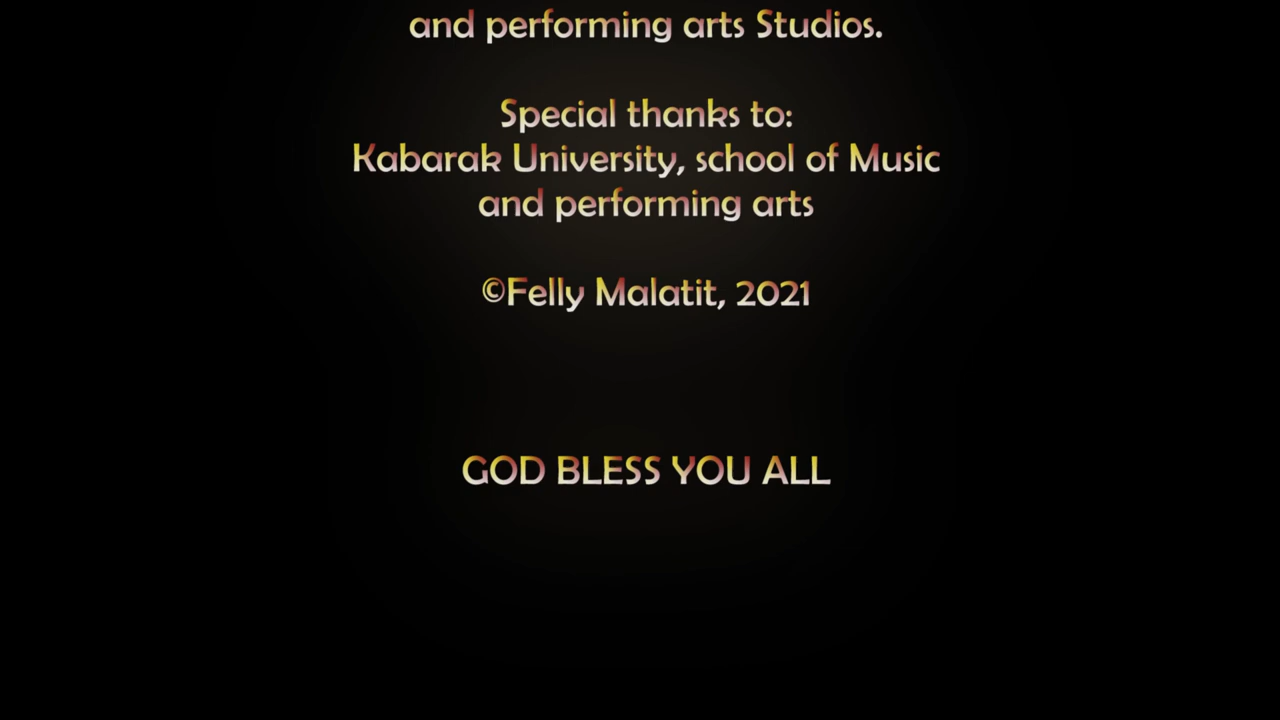 and performing arts Studios.
Special thanks to:
Kabarak University, school of Music
and performing arts
©Felly Malatit, 2021
GOD BLESS YOU ALL